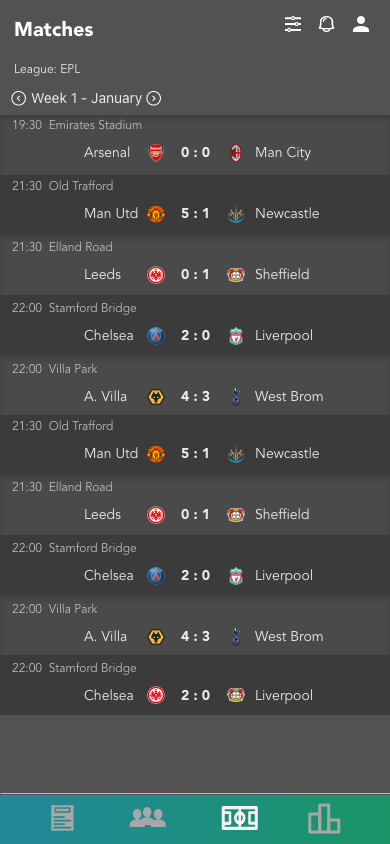 Matches
League: EPL
Week 1 - January
19:30 Emirates Stadium
Arsenal 0 : 0 Man City
21:30 Old Trafford
Man Utd 5 : 1 Newcastle
21:30 Elland Road
Leeds 0 : 1 Sheffield
22:00 Stamford Bridge
Chelsea 2 : 0 Liverpool
22:00 Villa Park
A. Villa 4 : 3 West Brom
21:30 Old Trafford
Man Utd 5 : 1 Newcastle
21:30 Elland Road
Leeds 0 : 1 Sheffield
22:00 Stamford Bridge
Chelsea 2 : 0 Liverpool
22:00 Villa Park
A. Villa 4 : 3 West Brom
22:00 Stamford Bridge
Chelsea 2 : 0 Liverpool